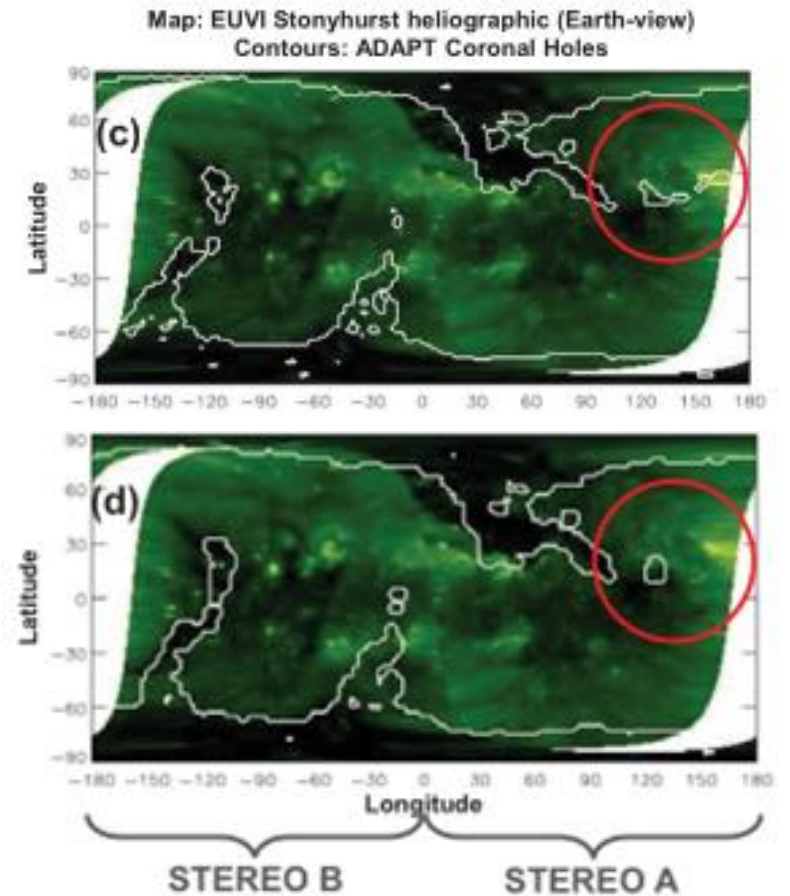 Map: EUVI Stonyhurst heliographic (Earth-view)
Contours: ADAPT Coronal Holes
(c)
Latitude
90
60
30
0
−30
−60
−90
−180 −150 −120 −90 −60 −30 0 30 60 90 120 150 180
(d)
Latitude
90
60
30
0
−30
−60
−90
−180 −150 −120 −90 −60 −30 0 30 60 90 120 150 180
Longitude
STEREO B STEREO A